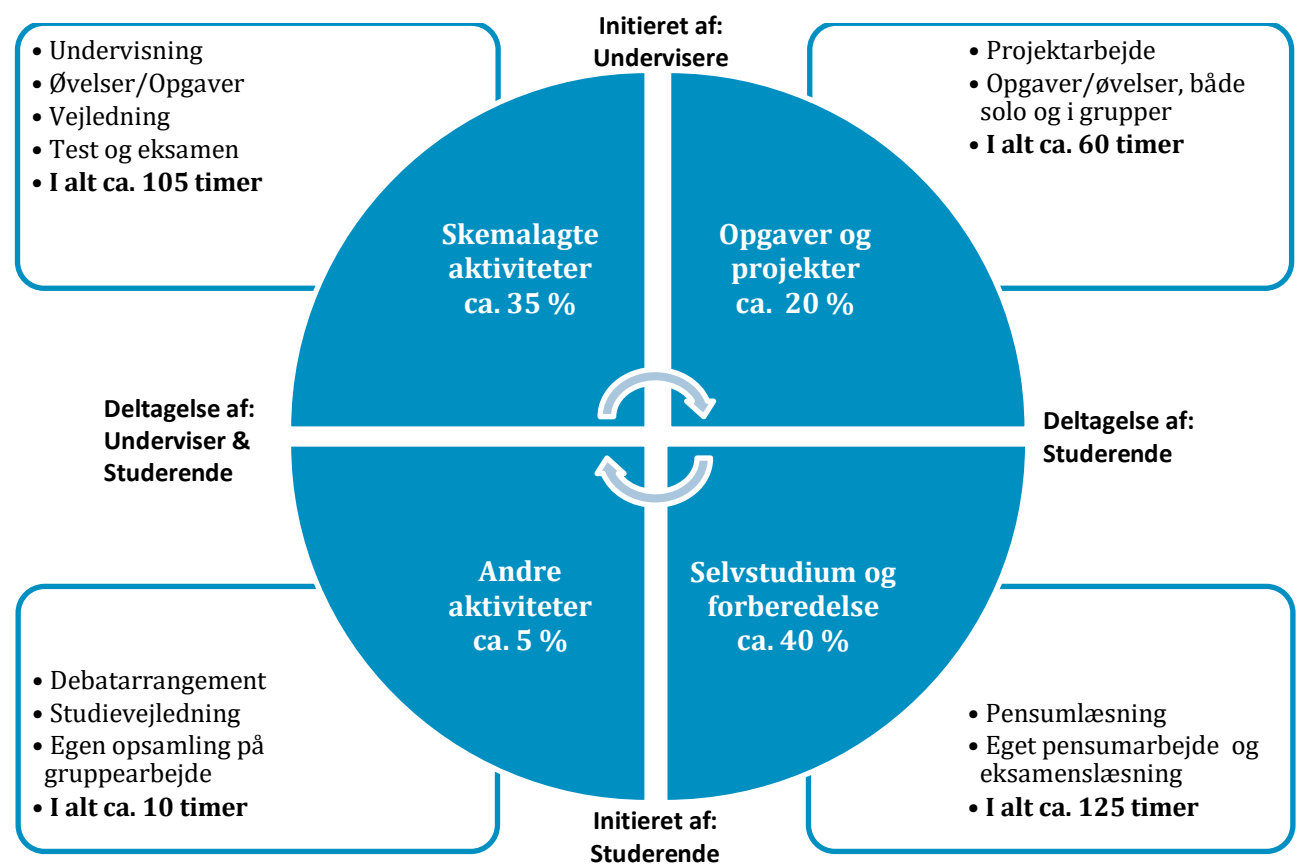 Initieret af:
Undervisere
• Undervisning
• Øvelser/Opgaver
• Vejledning
• Test og eksamen
• I alt ca. 105 timer
• Projektarbejde
• Opgaver/øvelser, både
solo og i grupper
• I alt ca. 60 timer
Skemalagte
aktiviteter
ca. 35 %
Opgaver og
projekter
ca. 20 %
Deltagelse af:
Underviser &
Studerende
Deltagelse af:
Studerende
Andre
aktiviteter
ca. 5 %
Selvstudium og
forberedelse
ca. 40 %
• Debatarrangement
• Studievejledning
• Egen opsamling på
gruppearbejde
• I alt ca. 10 timer
• Pensumlæsning
• Eget pensumarbejde og
eksamenslæsning
• I alt ca. 125 timer
Initieret af:
Studerende